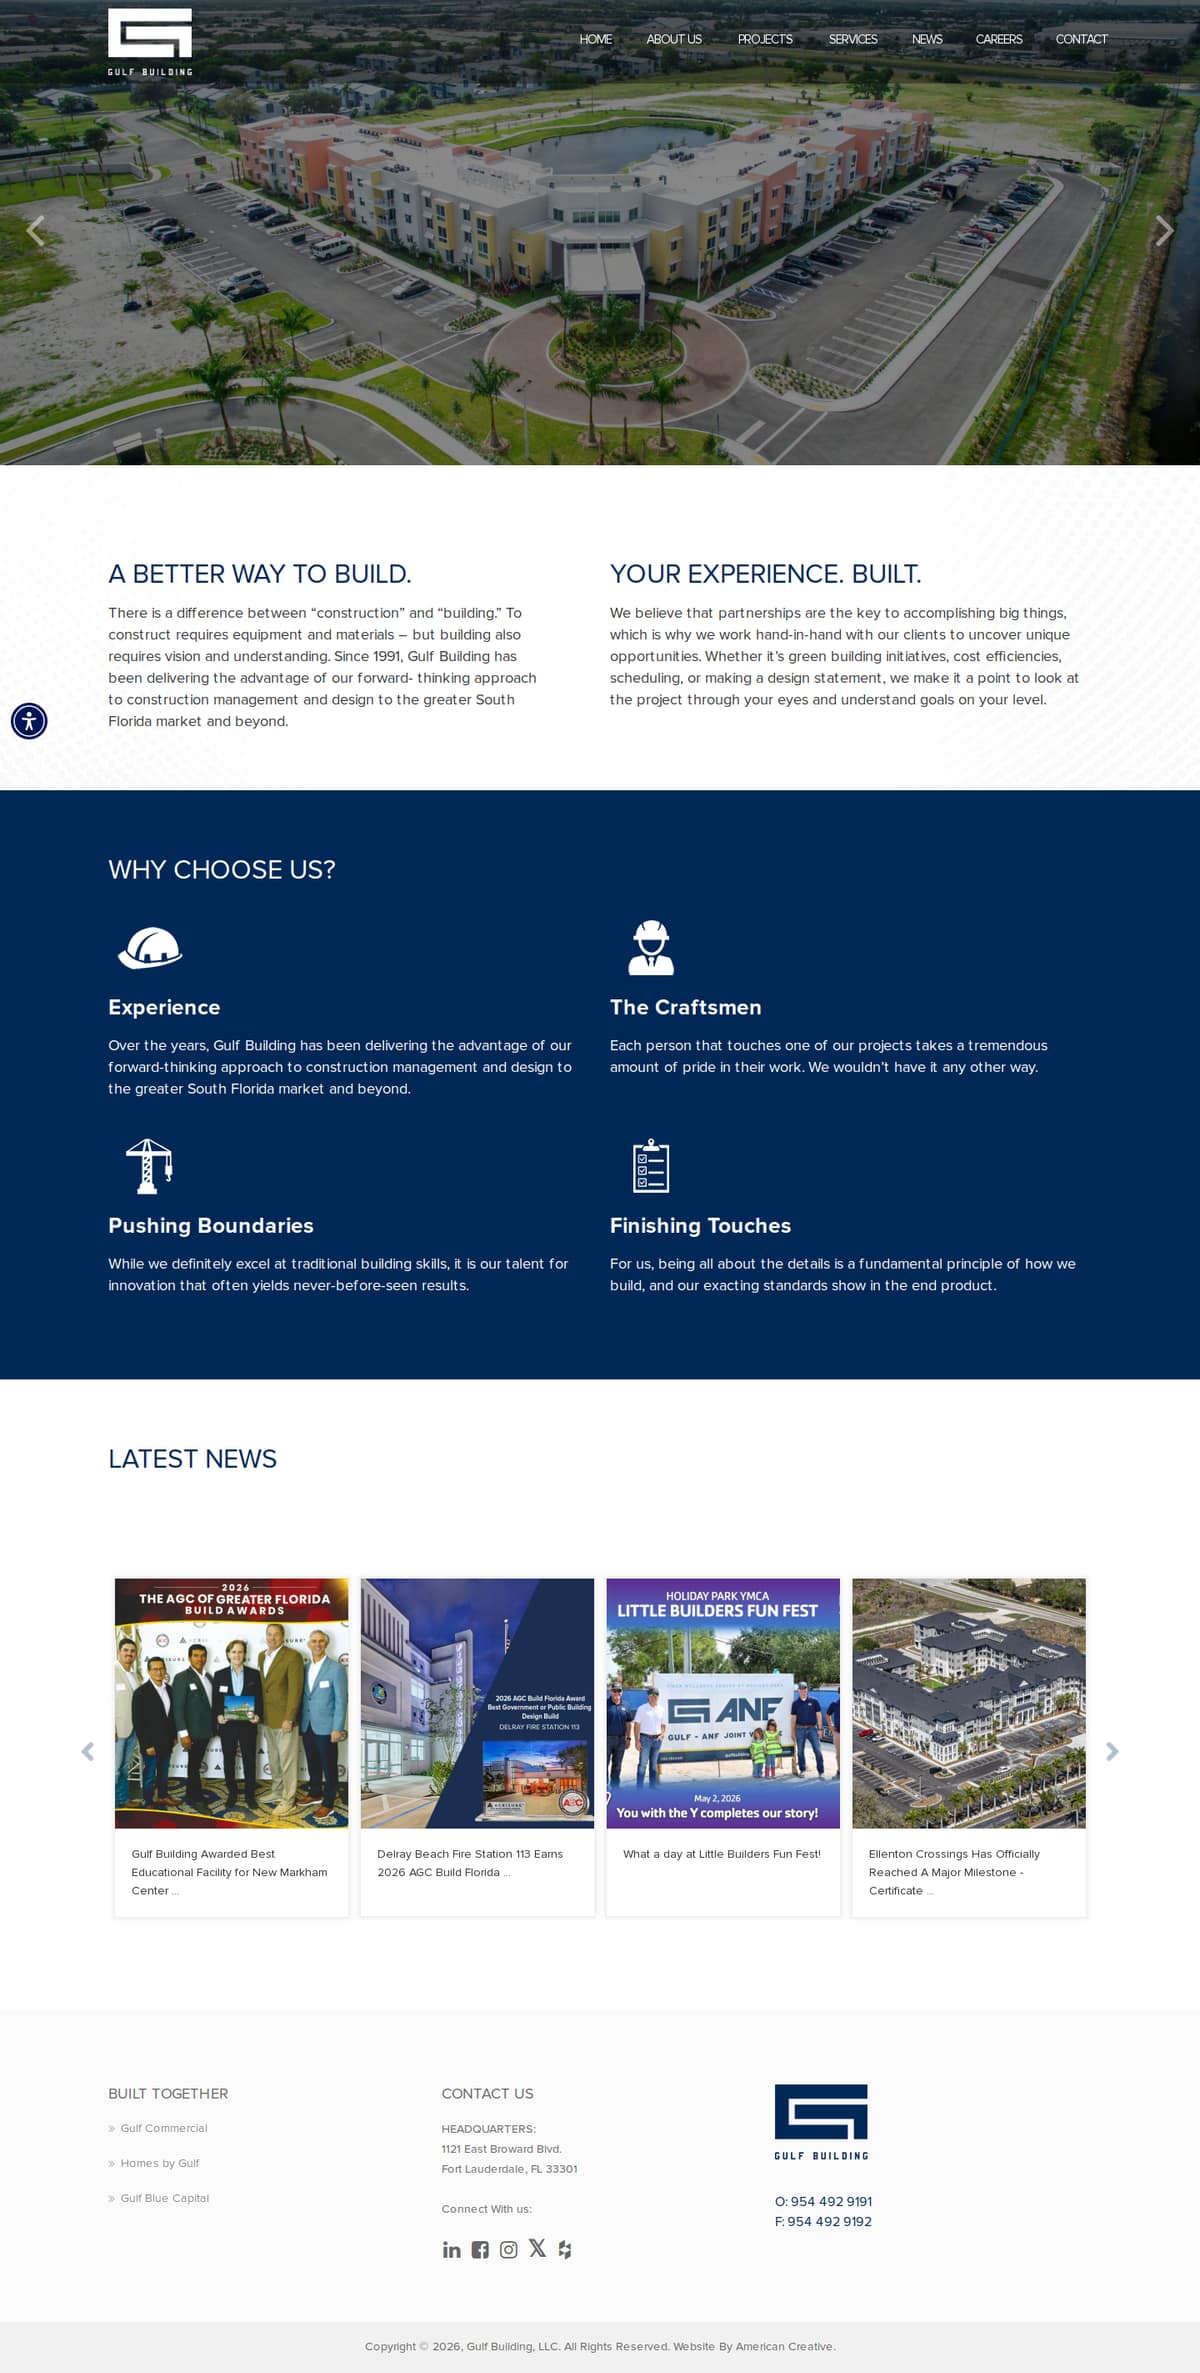 GULF BUILDING
HOME ABOUT US PROJECTS SERVICES NEWS CAREERS CONTACT
A BETTER WAY TO BUILD.
There is a difference between “construction” and “building.” To
construct requires equipment and materials – but building also
requires vision and understanding. Since 1991, Gulf Building has
been delivering the advantage of our forward- thinking approach
to construction management and design to the greater South
Florida market and beyond.
YOUR EXPERIENCE. BUILT.
We believe that partnerships are the key to accomplishing big things,
which is why we work hand-in-hand with our clients to uncover unique
opportunities. Whether it’s green building initiatives, cost efficiencies,
scheduling, or making a design statement, we make it a point to look at
the project through your eyes and understand goals on your level.
WHY CHOOSE US?
Experience
Over the years, Gulf Building has been delivering the advantage of our
forward-thinking approach to construction management and design to
the greater South Florida market and beyond.
The Craftsmen
Each person that touches one of our projects takes a tremendous
amount of pride in their work. We wouldn’t have it any other way.
Pushing Boundaries
While we definitely excel at traditional building skills, it is our talent for
innovation that often yields never-before-seen results.
Finishing Touches
For us, being all about the details is a fundamental principle of how we
build, and our exacting standards show in the end product.
LATEST NEWS
2026
THE AGC OF GREATER FLORIDA
BUILD AWARDS
Gulf Building Awarded Best
Educational Facility for New Markham
Center ...
2026 AGC Build Florida Award
Best Government or Public Building
Design Build
DELRAY FIRE STATION 113
AGC
Delray Beach Fire Station 113 Earns
2026 AGC Build Florida ...
HOLIDAY PARK YMCA
LITTLE BUILDERS FUN FEST
ANF
GULF - ANF JOINT V
May 2, 2026
You with the Y completes our story!
What a day at Little Builders Fun Fest!
Ellenton Crossings Has Officially
Reached A Major Milestone -
Certificate ...
BUILT TOGETHER
» Gulf Commercial
» Homes by Gulf
» Gulf Blue Capital
CONTACT US
HEADQUARTERS:
1121 East Broward Blvd.
Fort Lauderdale, FL 33301
Connect With us:
GULF BUILDING
O: 954 492 9191
F: 954 492 9192
Copyright © 2026, Gulf Building, LLC. All Rights Reserved. Website By American Creative.